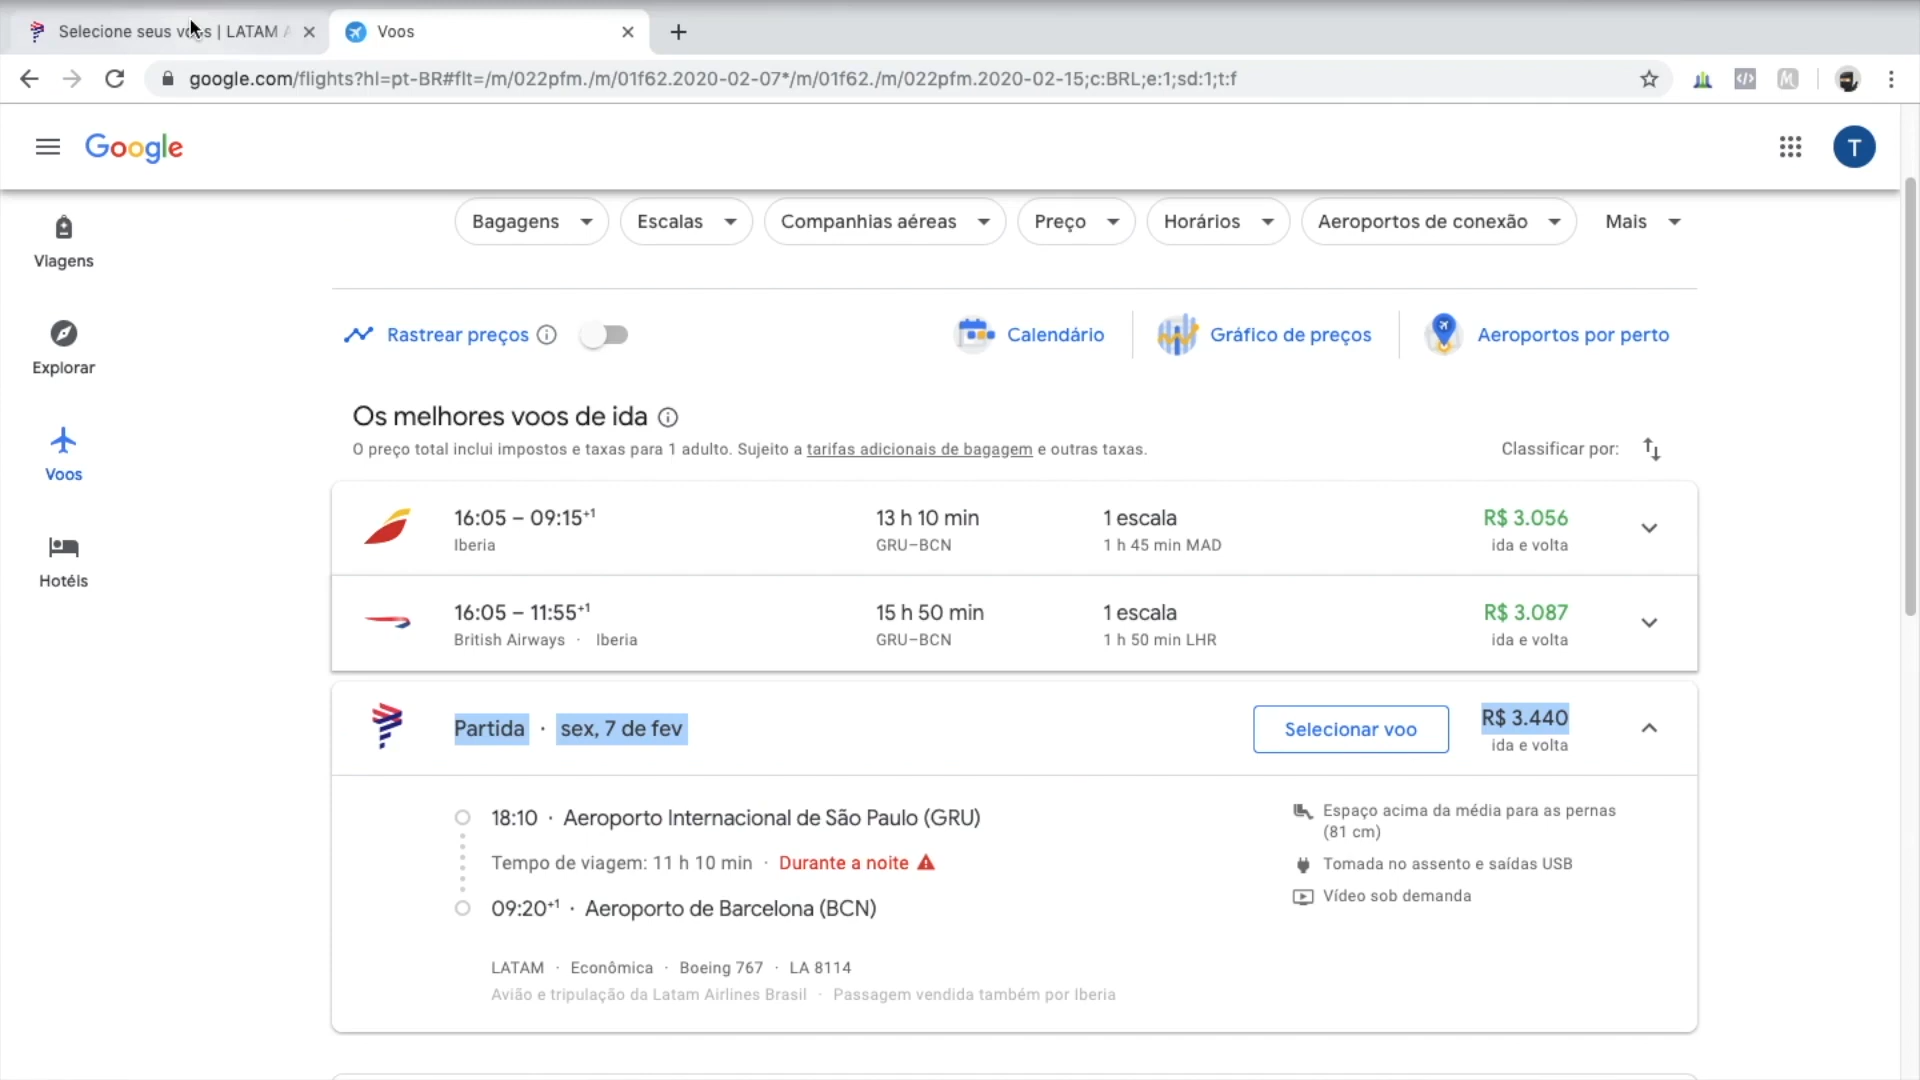 Selecione seus voos | LATAM A
Voos
google.com/flights?hl=pt-BR#flt=/m/022pfm./m/01f62.2020-02-07*/m/01f62./m/022pfm.2020-02-15;c:BRL;e:1;sd:1;t:f
Google
T
Bagagens Escalas Companhias aéreas Preço Horários Aeroportos de conexão Mais
Viagens
Explorar
Voos
Hotéis
Rastrear preços Calendário Gráfico de preços Aeroportos por perto
Os melhores voos de ida
O preço total inclui impostos e taxas para 1 adulto. Sujeito a tarifas adicionais de bagagem e outras taxas. Classificar por:
16:05 – 09:15+1 13 h 10 min 1 escala R$ 3.056
Iberia GRU–BCN 1 h 45 min MAD ida e volta
16:05 – 11:55+1 15 h 50 min 1 escala R$ 3.087
British Airways · Iberia GRU–BCN 1 h 50 min LHR ida e volta
Partida · sex, 7 de fev Selecionar voo R$ 3.440
ida e volta
18:10 · Aeroporto Internacional de São Paulo (GRU)
Tempo de viagem: 11 h 10 min · Durante a noite
09:20+1 · Aeroporto de Barcelona (BCN)
LATAM · Econômica · Boeing 767 · LA 8114
Avião e tripulação da Latam Airlines Brasil · Passagem vendida também por Iberia
Espaço acima da média para as pernas
(81 cm)
Tomada no assento e saídas USB
Vídeo sob demanda